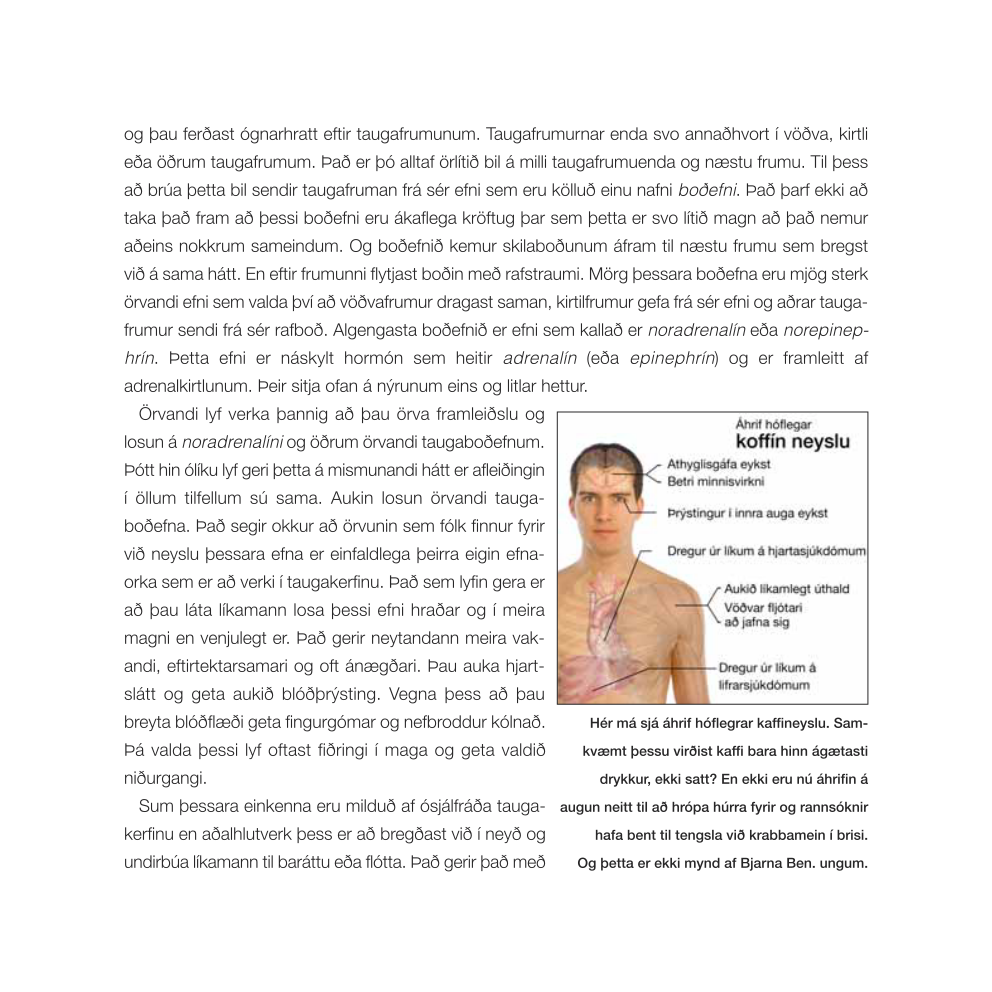 og þau ferðast ógnarhratt eftir taugafrumunum. Taugafrumurnar enda svo annaðhvort í vöðva, kirtli
eða öðrum taugafrumum. Það er þó alltaf örlítið bil á milli taugafrumuenda og næstu frumu. Til þess
að brúa þetta bil sendir taugafruman frá sér efni sem eru kölluð einu nafni boðefni. Það þarf ekki að
taka það fram að þessi boðefni eru ákaflega kröftug þar sem þetta er svo lítið magn að það nemur
aðeins nokkrum sameindum. Og boðefnið kemur skilaboðunum áfram til næstu frumu sem bregst
við á sama hátt. En eftir frumunni flytjast boðin með rafstraumi. Mörg þessara boðefna eru mjög sterk
örvandi efni sem valda því að vöðvafrumur dragast saman, kirtilfrumur gefa frá sér efni og aðrar tauga-
frumur sendi frá sér rafboð. Algengasta boðefnið er efni sem kallað er noradrenalín eða norepinep-
hrín. Þetta efni er náskylt hormón sem heitir adrenalín (eða epinephrín) og er framleitt af
adrenalkirtlunum. Þeir sitja ofan á nýrunum eins og litlar hettur.
Örvandi lyf verka þannig að þau örva framleiðslu og
losun á noradrenalíni og öðrum örvandi taugaboðefnum.
Þótt hin ólíku lyf geri þetta á mismunandi hátt er afleiðingin
í öllum tilfellum sú sama. Aukin losun örvandi tauga-
boðefna. Það segir okkur að örvunin sem fólk finnur fyrir
við neyslu þessara efna er einfaldlega þeirra eigin efna-
orka sem er að verki í taugakerfinu. Það sem lyfin gera er
að þau láta líkamann losa þessi efni hraðar og í meira
magni en venjulegt er. Það gerir neytandann meira vak-
andi, eftirtektarsamari og oft ánægðari. Þau auka hjart-
slátt og geta aukið blóðþrýsting. Vegna þess að þau
breyta blóðflæði geta fingurgómar og nefbroddur kólnað.
Þá valda þessi lyf oftast fiðringi í maga og geta valdið
niðurgangi.
Sum þessara einkenna eru milduð af ósjálfráða tauga-
kerfinu en aðalhlutverk þess er að bregðast við í neyð og
undirbúa líkamann til baráttu eða flótta. Það gerir það með
Áhrif hóflegar
koffín neyslu
Athyglisgáfa eykst
Betri minnisvirkni
Þrýstingur í innra auga eykst
Dregur úr líkum á hjartasjúkdómum
Aukið líkamlegt úthald
Vöðvar fljótari
að jafna sig
Dregur úr líkum á
lifrarsjúkdómum
Hér má sjá áhrif hóflegrar kaffineyslu. Sam-
kvæmt þessu virðist kaffi bara hinn ágætasti
drykkur, ekki satt? En ekki eru nú áhrifin á
augun neitt til að hrópa húrra fyrir og rannsóknir
hafa bent til tengsla við krabbamein í brisi.
Og þetta er ekki mynd af Bjarna Ben. ungum.